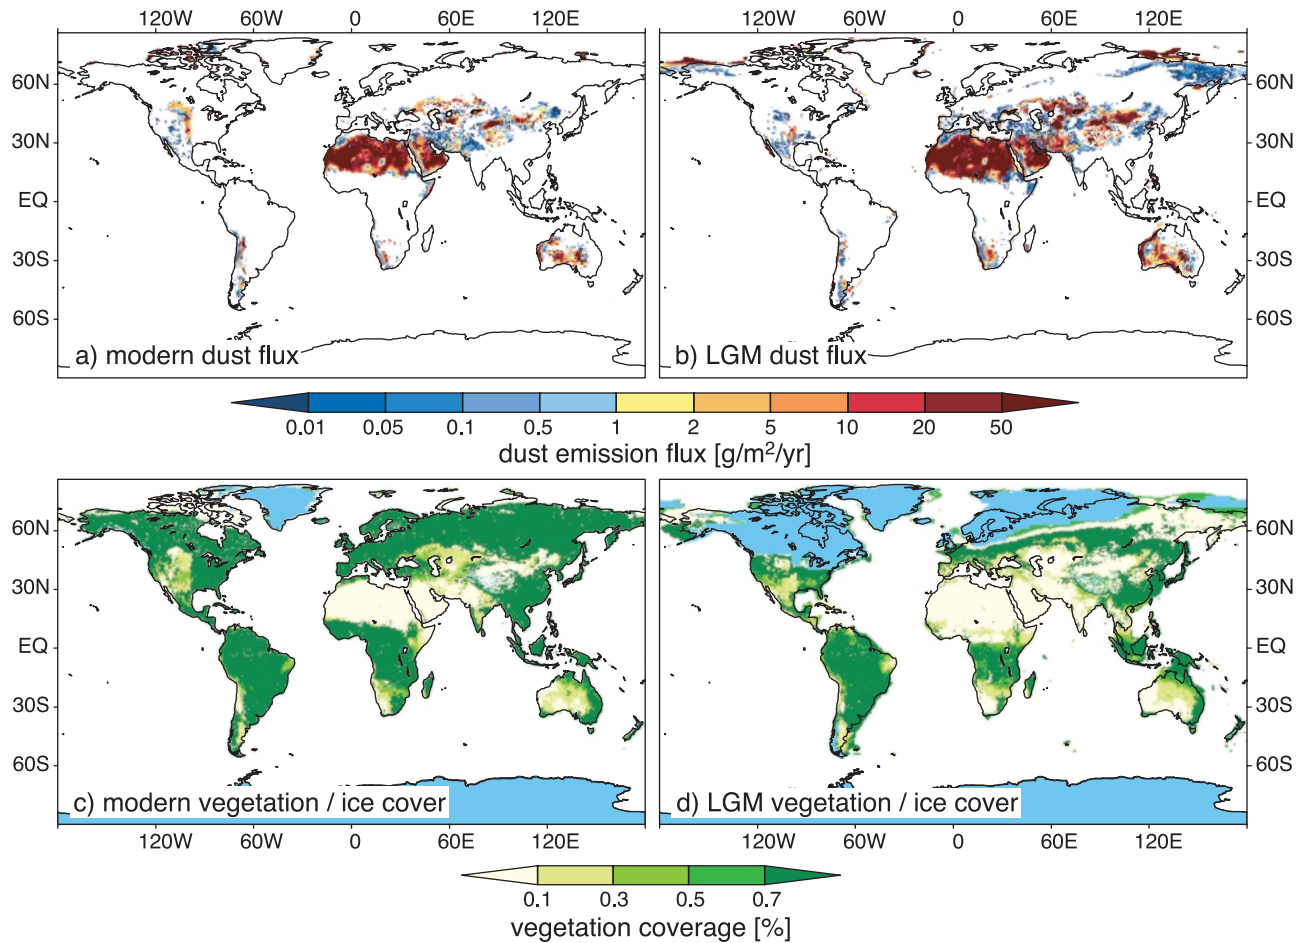 120W 60W 0 60E 120E 120W 60W 0 60E 120E
60N 60N
30N 30N
EQ EQ
30S 30S
60S 60S
a) modern dust flux b) LGM dust flux
0.01 0.05 0.1 0.5 1 2 5 10 20 50
dust emission flux [g/m²/yr]
60N 60N
30N 30N
EQ EQ
30S 30S
60S 60S
c) modern vegetation / ice cover d) LGM vegetation / ice cover
120W 60W 0 60E 120E 120W 60W 0 60E 120E
0.1 0.3 0.5 0.7
vegetation coverage [%]